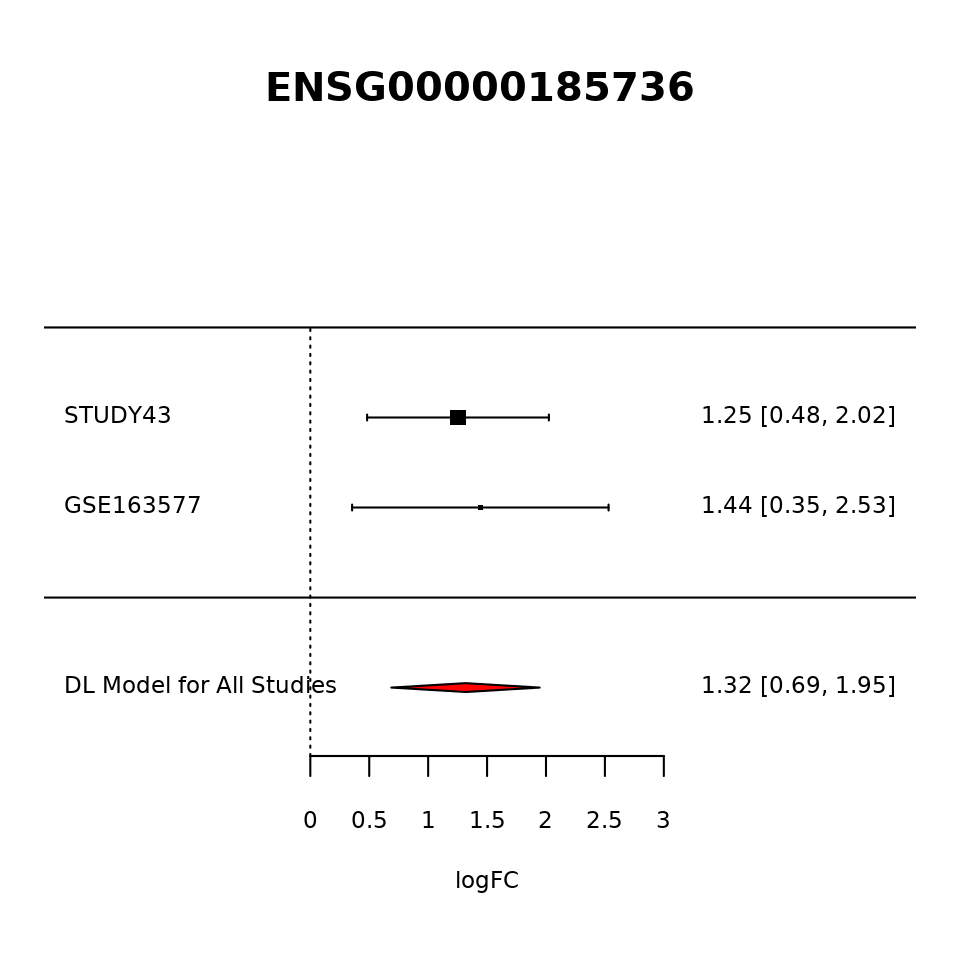 ENSG00000185736
STUDY43 1.25 [0.48, 2.02]
GSE163577 1.44 [0.35, 2.53]
DL Model for All Studies 1.32 [0.69, 1.95]
0 0.5 1 1.5 2 2.5 3
logFC